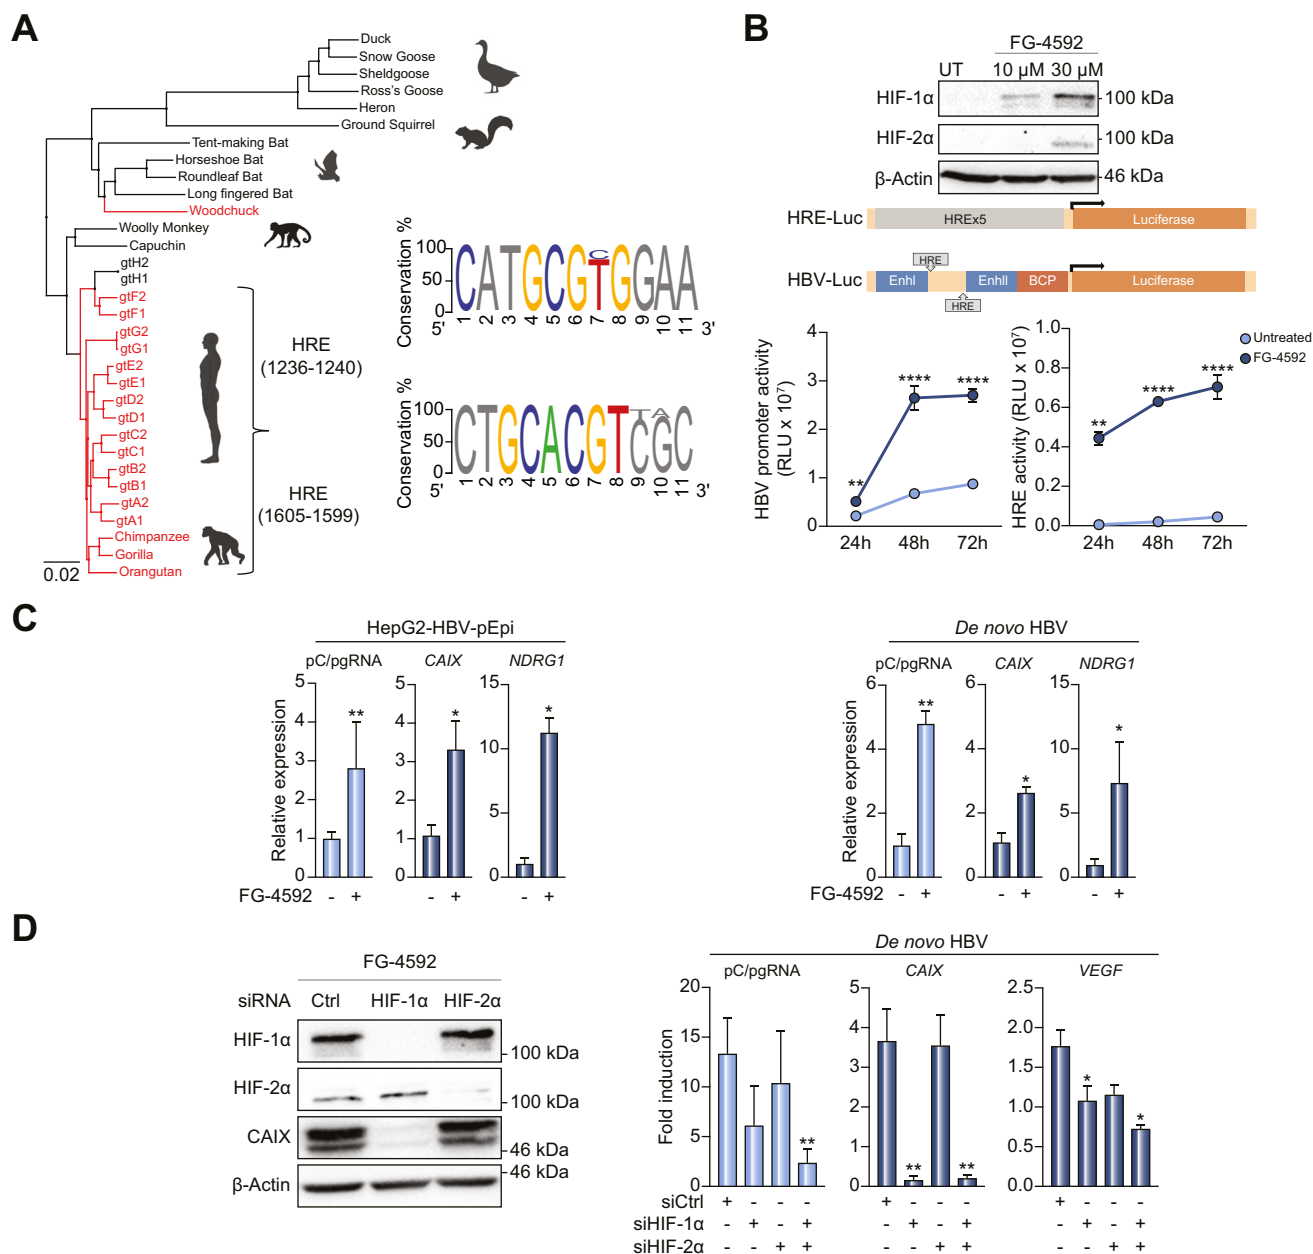 A
Duck
Snow Goose
Sheldgoose
Ross's Goose
Heron
Ground Squirrel
Tent-making Bat
Horseshoe Bat
Roundleaf Bat
Long fingered Bat
Woodchuck
Woolly Monkey
Capuchin
gtH2
gtH1
gtF2
gtF1
gtG2
gtG1
gtE2
gtE1
gtD2
gtD1
gtC2
gtC1
gtB2
gtB1
gtA2
gtA1
Chimpanzee
Gorilla
Orangutan
0.02
HRE
(1236-1240)
HRE
(1605-1599)
Conservation %
100
50
0
C
CATGCGTGGAA
5' 1 2 3 4 5 6 7 8 9 10 11 3'
Conservation %
100
50
0
TA
CTGCACGTCGC
5' 1 2 3 4 5 6 7 8 9 10 11 3'
B
FG-4592
UT 10 µM 30 µM
HIF-1α 100 kDa
HIF-2α 100 kDa
β-Actin 46 kDa
HRE-Luc HREx5 Luciferase
HRE
HBV-Luc EnhI EnhII BCP Luciferase
HRE
HBV promoter activity
(RLU x 10⁷)
4
3
2
1
0
** **** ****
24h 48h 72h
HRE activity (RLU x 10⁷)
1.0
0.8
0.6
0.4
0.2
0.0
** **** ****
24h 48h 72h
Untreated
FG-4592
C
HepG2-HBV-pEpi
pC/pgRNA CAIX NDRG1
Relative expression
5
4
3
2
1
0
**
5
4
3
2
1
0
*
15
10
5
0
*
FG-4592 - + - + - +
De novo HBV
pC/pgRNA CAIX NDRG1
Relative expression
6
4
2
0
**
6
4
2
0
*
15
10
5
0
*
FG-4592 - + - + - +
D
FG-4592
siRNA Ctrl HIF-1α HIF-2α
HIF-1α 100 kDa
HIF-2α 100 kDa
CAIX 46 kDa
β-Actin 46 kDa
De novo HBV
pC/pgRNA CAIX VEGF
Fold induction
20
15
10
5
0
**
5
4
3
2
1
0
** **
2.5
2.0
1.5
1.0
0.5
0.0
* *
siCtrl + - - - + - - - + - - -
siHIF-1α - + - + - + - + - + - +
siHIF-2α - - + + - - + + - - + +